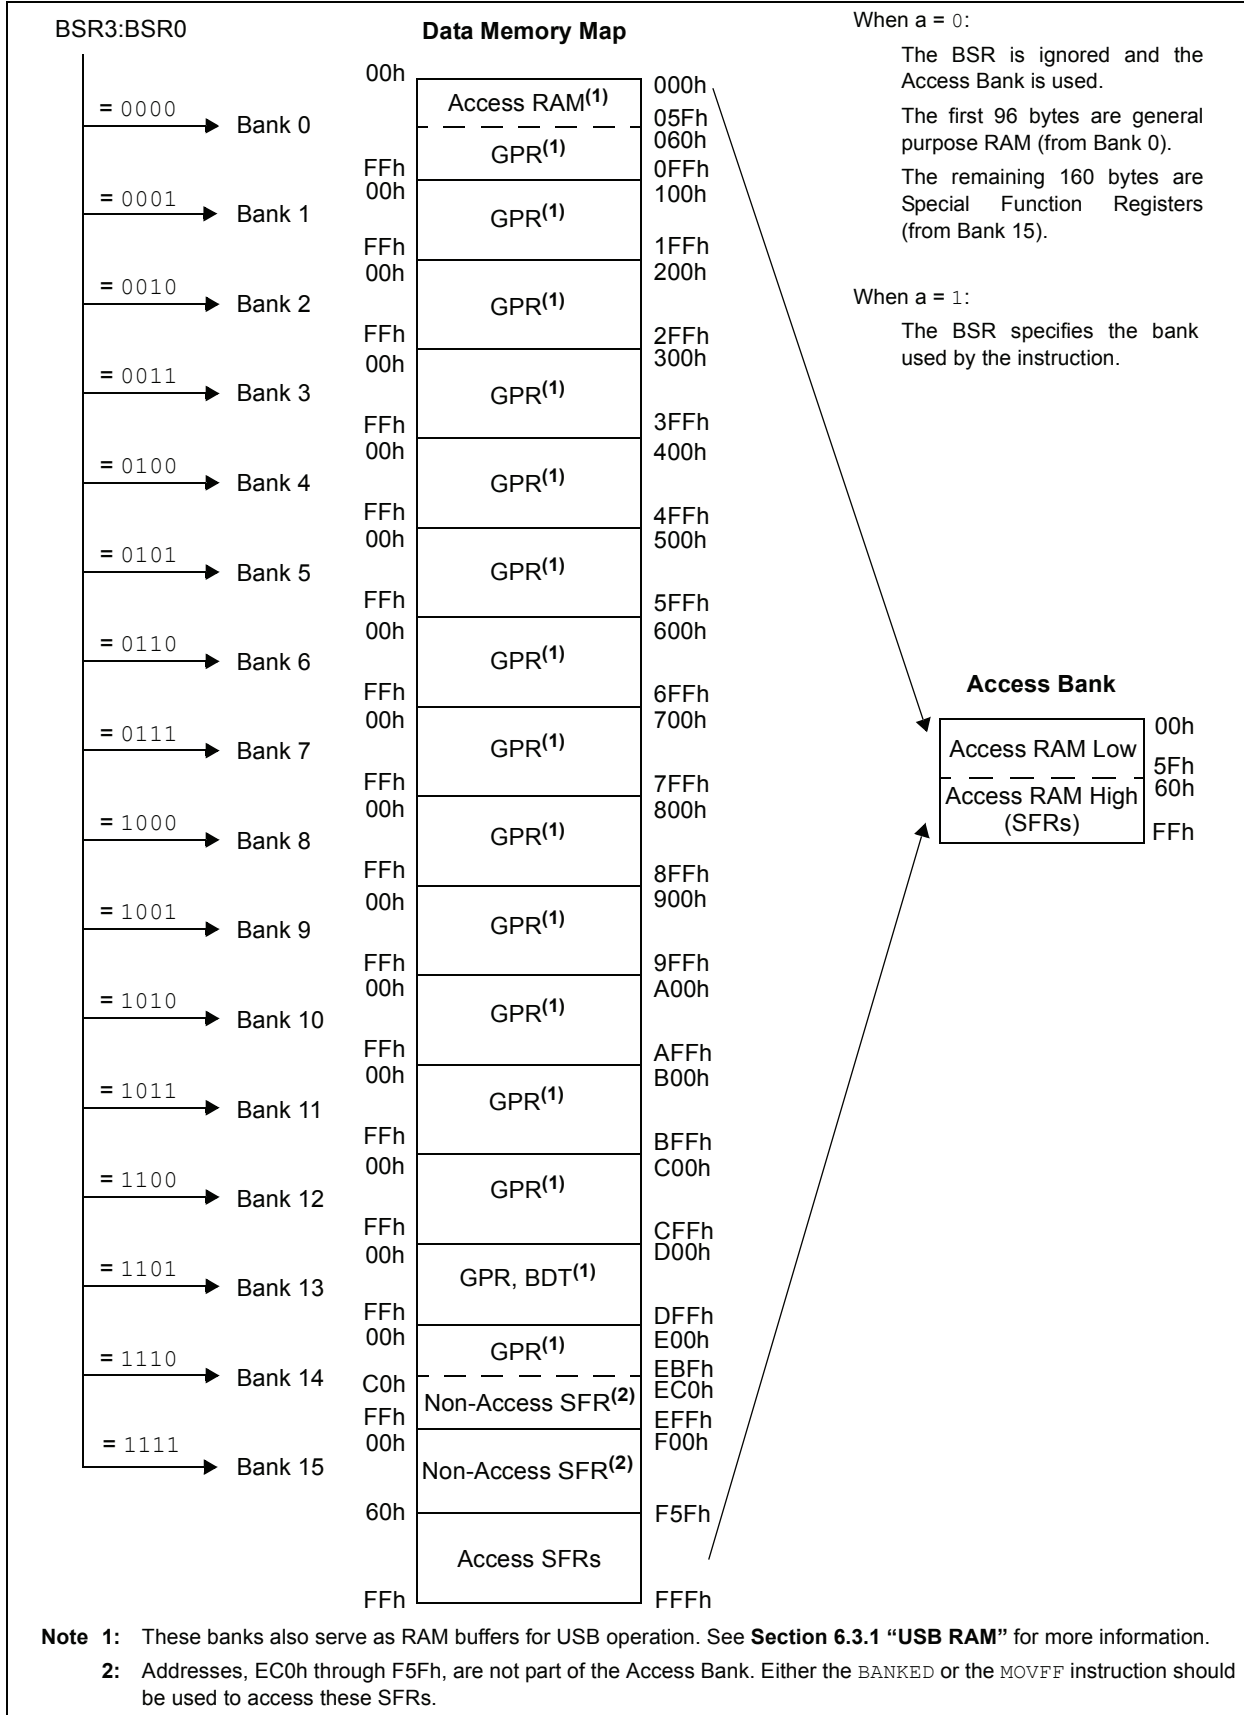 BSR3:BSR0
Data Memory Map
When a = 0:
The BSR is ignored and the
Access Bank is used.
The first 96 bytes are general
purpose RAM (from Bank 0).
The remaining 160 bytes are
Special Function Registers
(from Bank 15).
When a = 1:
The BSR specifies the bank
used by the instruction.
= 0000
Bank 0
00h
Access RAM(1)
000h
05Fh
060h
GPR(1)
FFh
0FFh
= 0001
Bank 1
00h
GPR(1)
100h
FFh
1FFh
= 0010
Bank 2
00h
GPR(1)
200h
FFh
2FFh
= 0011
Bank 3
00h
GPR(1)
300h
FFh
3FFh
= 0100
Bank 4
00h
GPR(1)
400h
FFh
4FFh
= 0101
Bank 5
00h
GPR(1)
500h
FFh
5FFh
= 0110
Bank 6
00h
GPR(1)
600h
FFh
6FFh
= 0111
Bank 7
00h
GPR(1)
700h
FFh
7FFh
= 1000
Bank 8
00h
GPR(1)
800h
FFh
8FFh
= 1001
Bank 9
00h
GPR(1)
900h
FFh
9FFh
= 1010
Bank 10
00h
GPR(1)
A00h
FFh
AFFh
= 1011
Bank 11
00h
GPR(1)
B00h
FFh
BFFh
= 1100
Bank 12
00h
GPR(1)
C00h
FFh
CFFh
= 1101
Bank 13
00h
GPR, BDT(1)
D00h
FFh
DFFh
= 1110
Bank 14
00h
GPR(1)
E00h
EBFh
C0h
Non-Access SFR(2)
EC0h
FFh
EFFh
= 1111
Bank 15
00h
Non-Access SFR(2)
F00h
60h
F5Fh
Access SFRs
FFh
FFFh
Access Bank
Access RAM Low
00h
5Fh
Access RAM High
(SFRs)
60h
FFh
Note 1: These banks also serve as RAM buffers for USB operation. See Section 6.3.1 “USB RAM” for more information.
2: Addresses, EC0h through F5Fh, are not part of the Access Bank. Either the BANKED or the MOVFF instruction should
be used to access these SFRs.